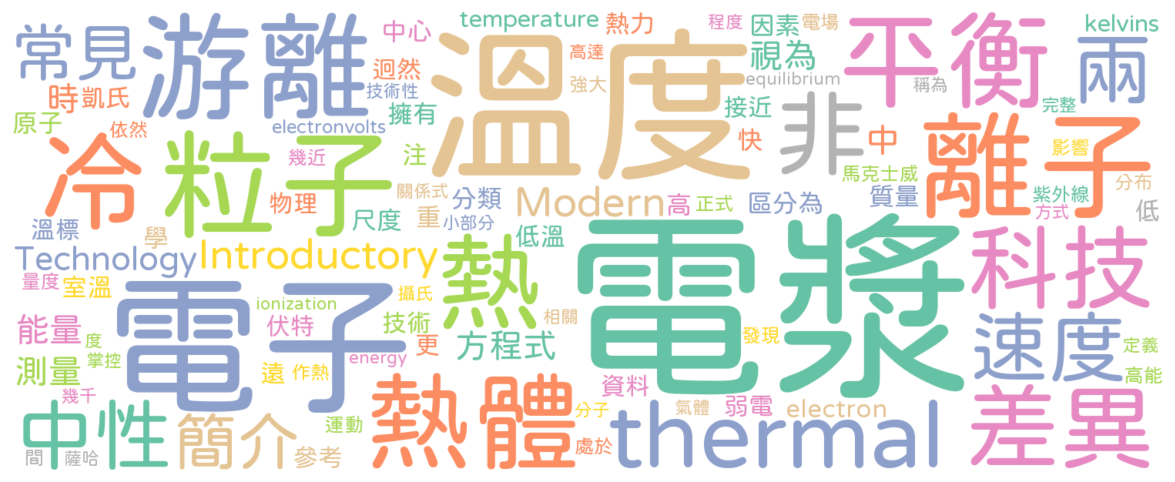 常見
游離
中心
temperature
熱力
程度
因素
電場
kelvins
迥然
溫度
高達
視為
平衡
兩
時
凱氏
技術性
強大
equilibrium
稱為
原子
依然
electronvolts
擁有
接近
非
中
完整
冷
粒子
幾近
注
快
離子
影響
物理
關係式
分類
馬克士威
分布
溫標
學
尺度
重
小部分
Modern
高
正式
區分為
質量
紫外線
方式
低
Technology
Introductory
熱
低溫
電漿
科技
量度
室溫
電子
ionization
攝氏
能量
度
伏特
技術
相關
發現
速度
定義
測量
掌控
遠
作熱
energy
更
方程式
高能
幾千
中性
簡介
運動
熱體
分子
資料
弱電
氣體
electron
差異
間
薩哈
參考
處於
thermal